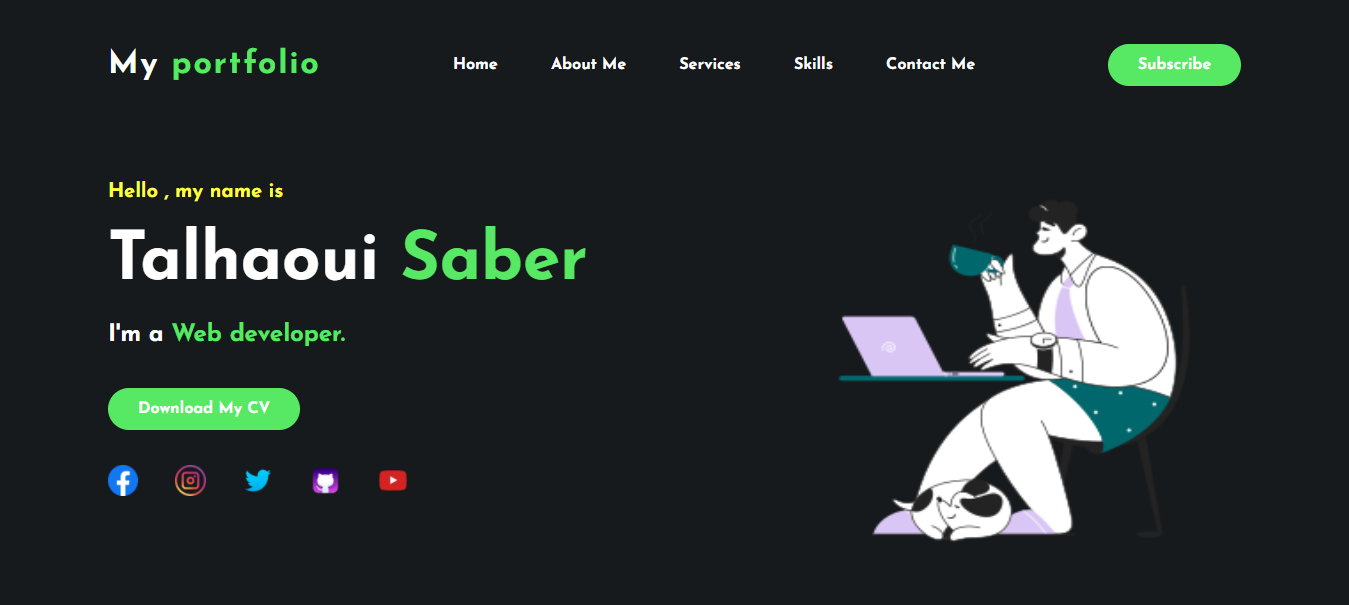 My portfolio
Home About Me Services Skills Contact Me
Subscribe
Hello , my name is
Talhaoui Saber
I'm a Web developer.
Download My CV